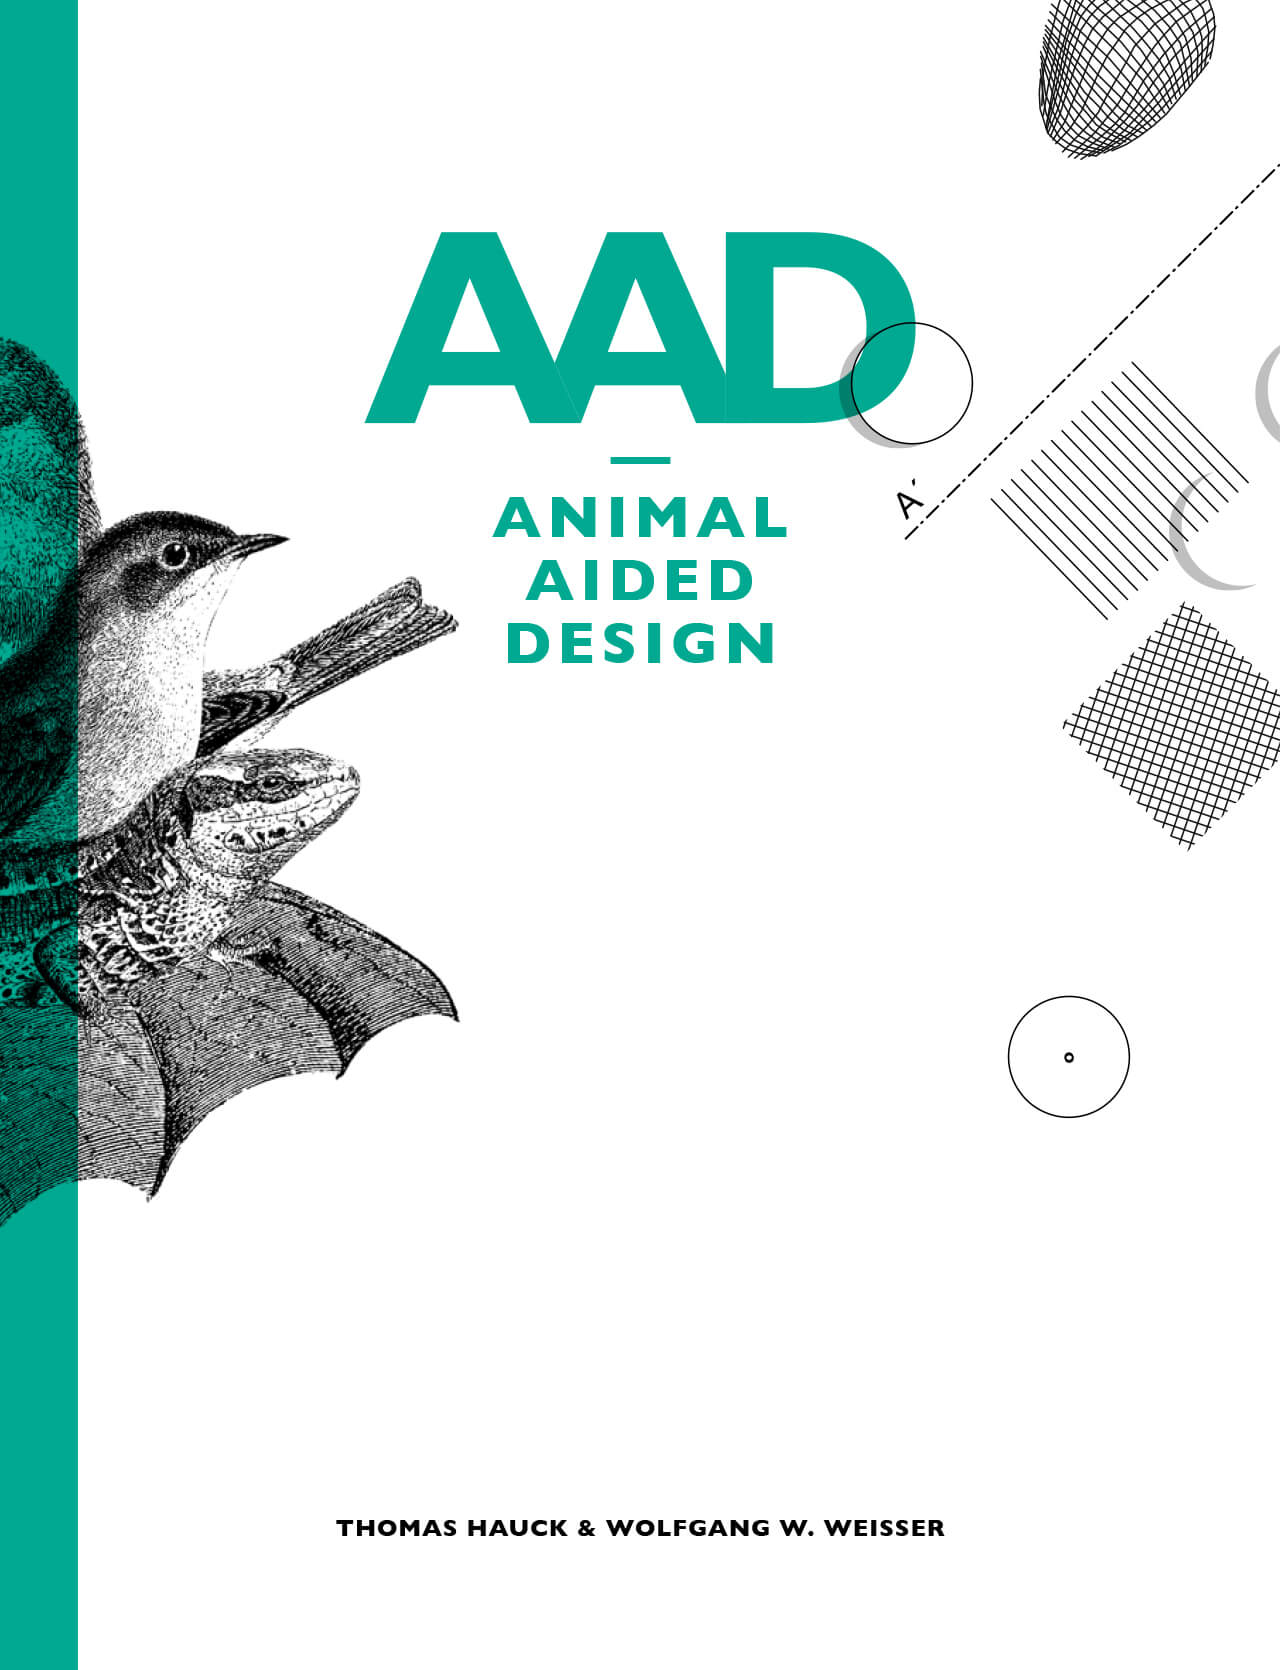 AAD
ANIMAL
AIDED
DESIGN
A´
THOMAS HAUCK & WOLFGANG W. WEISSER